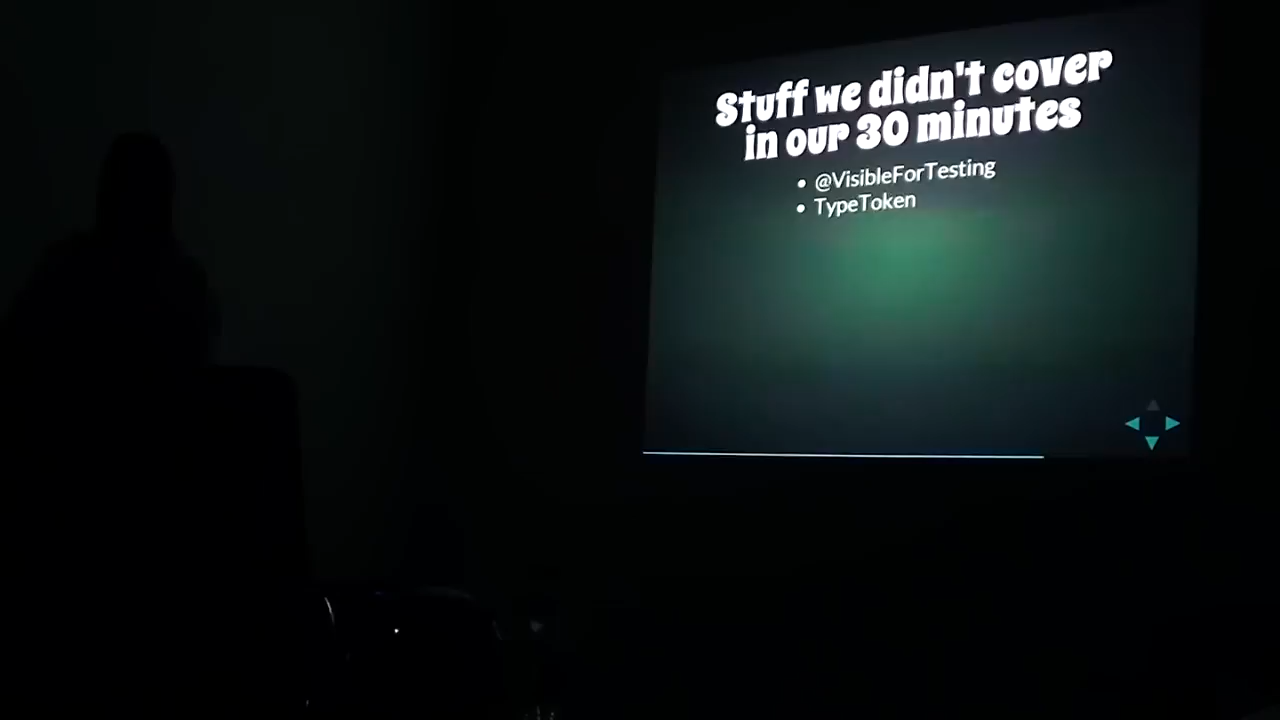 Stuff we didn't cover
in our 30 minutes
• @VisibleForTesting
• TypeToken